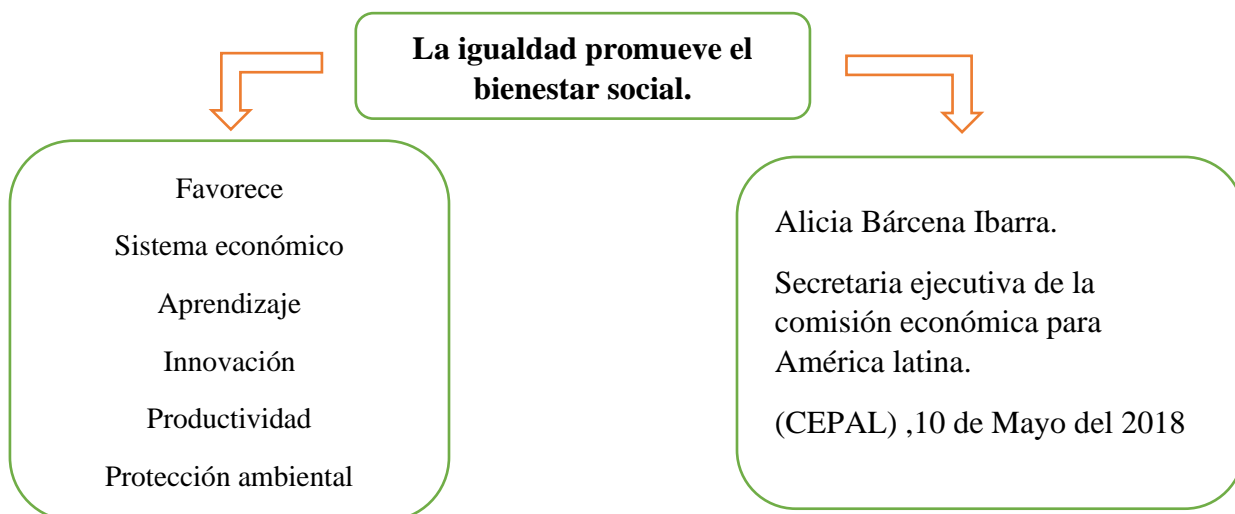 La igualdad promueve el
bienestar social.
Favorece
Sistema económico
Aprendizaje
Innovación
Productividad
Protección ambiental
Alicia Bárcena Ibarra.
Secretaria ejecutiva de la
comisión económica para
América latina.
(CEPAL) ,10 de Mayo del 2018